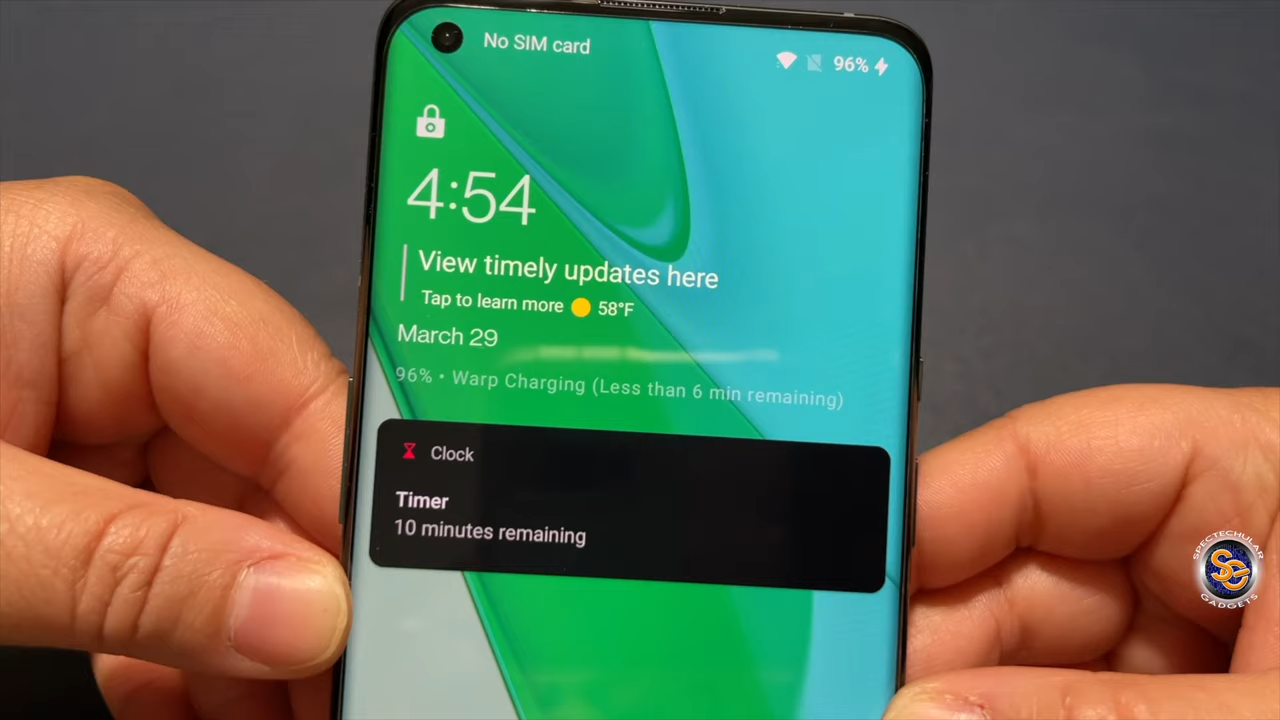 No SIM card
96%
4:54
View timely updates here
Tap to learn more 58°F
March 29
96% • Warp Charging (Less than 6 min remaining)
Clock
Timer
10 minutes remaining
SPECTECHULAR
SG
GADGETS